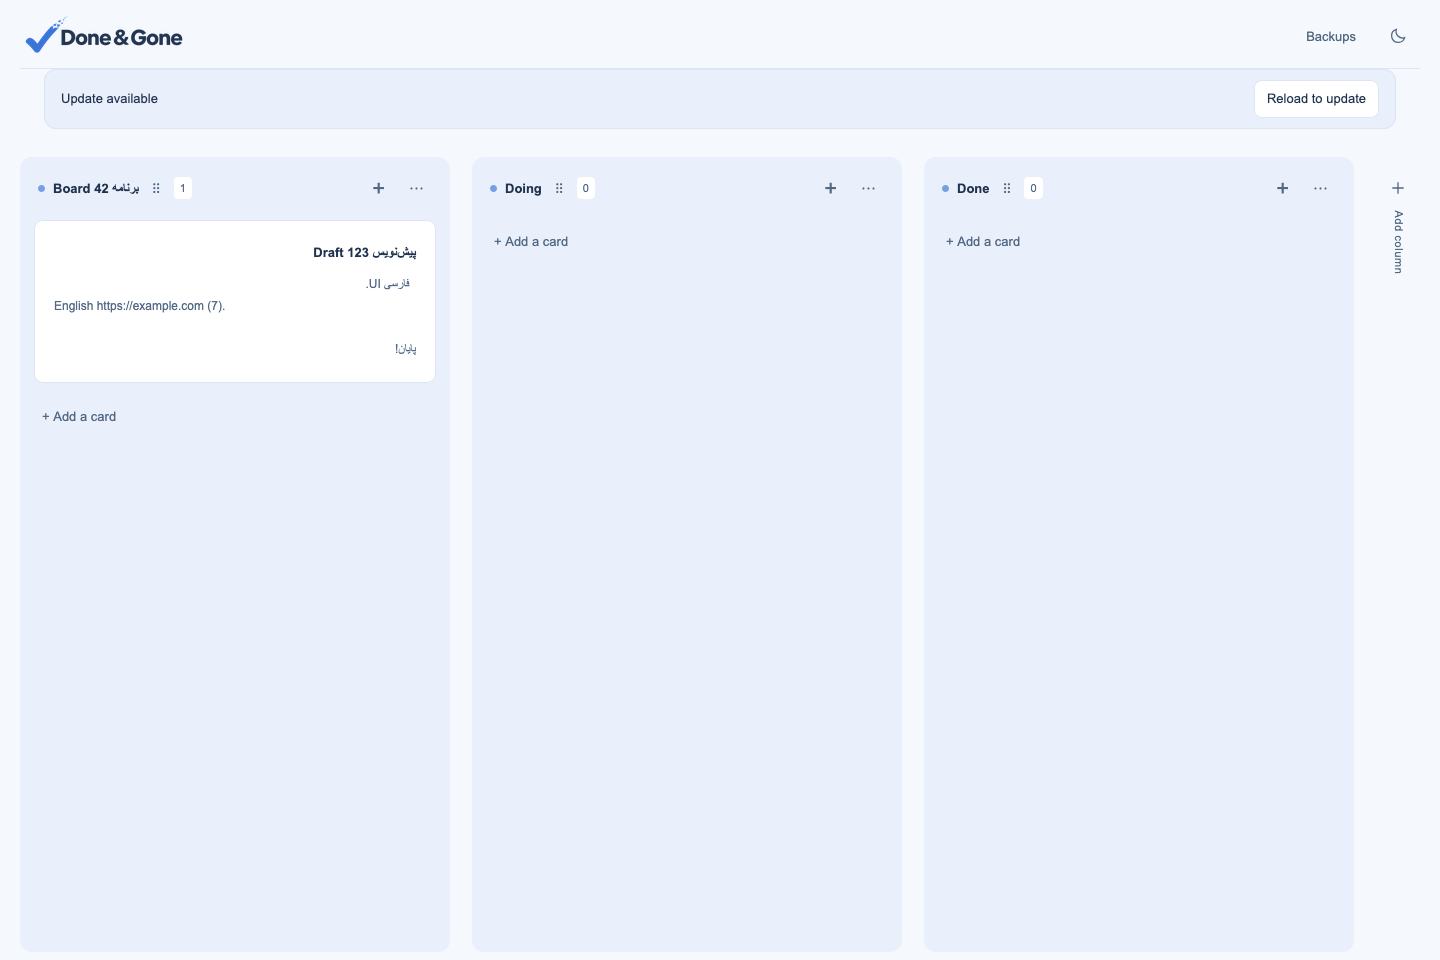 Done & Gone
Backups
Update available
Reload to update
برنامه Board 42
1
Doing
0
Done
0
پیش‌نویس Draft 123
فارسی UI.
English https://example.com (7).
پایان!
+ Add a card
+ Add a card
+ Add a card
Add column